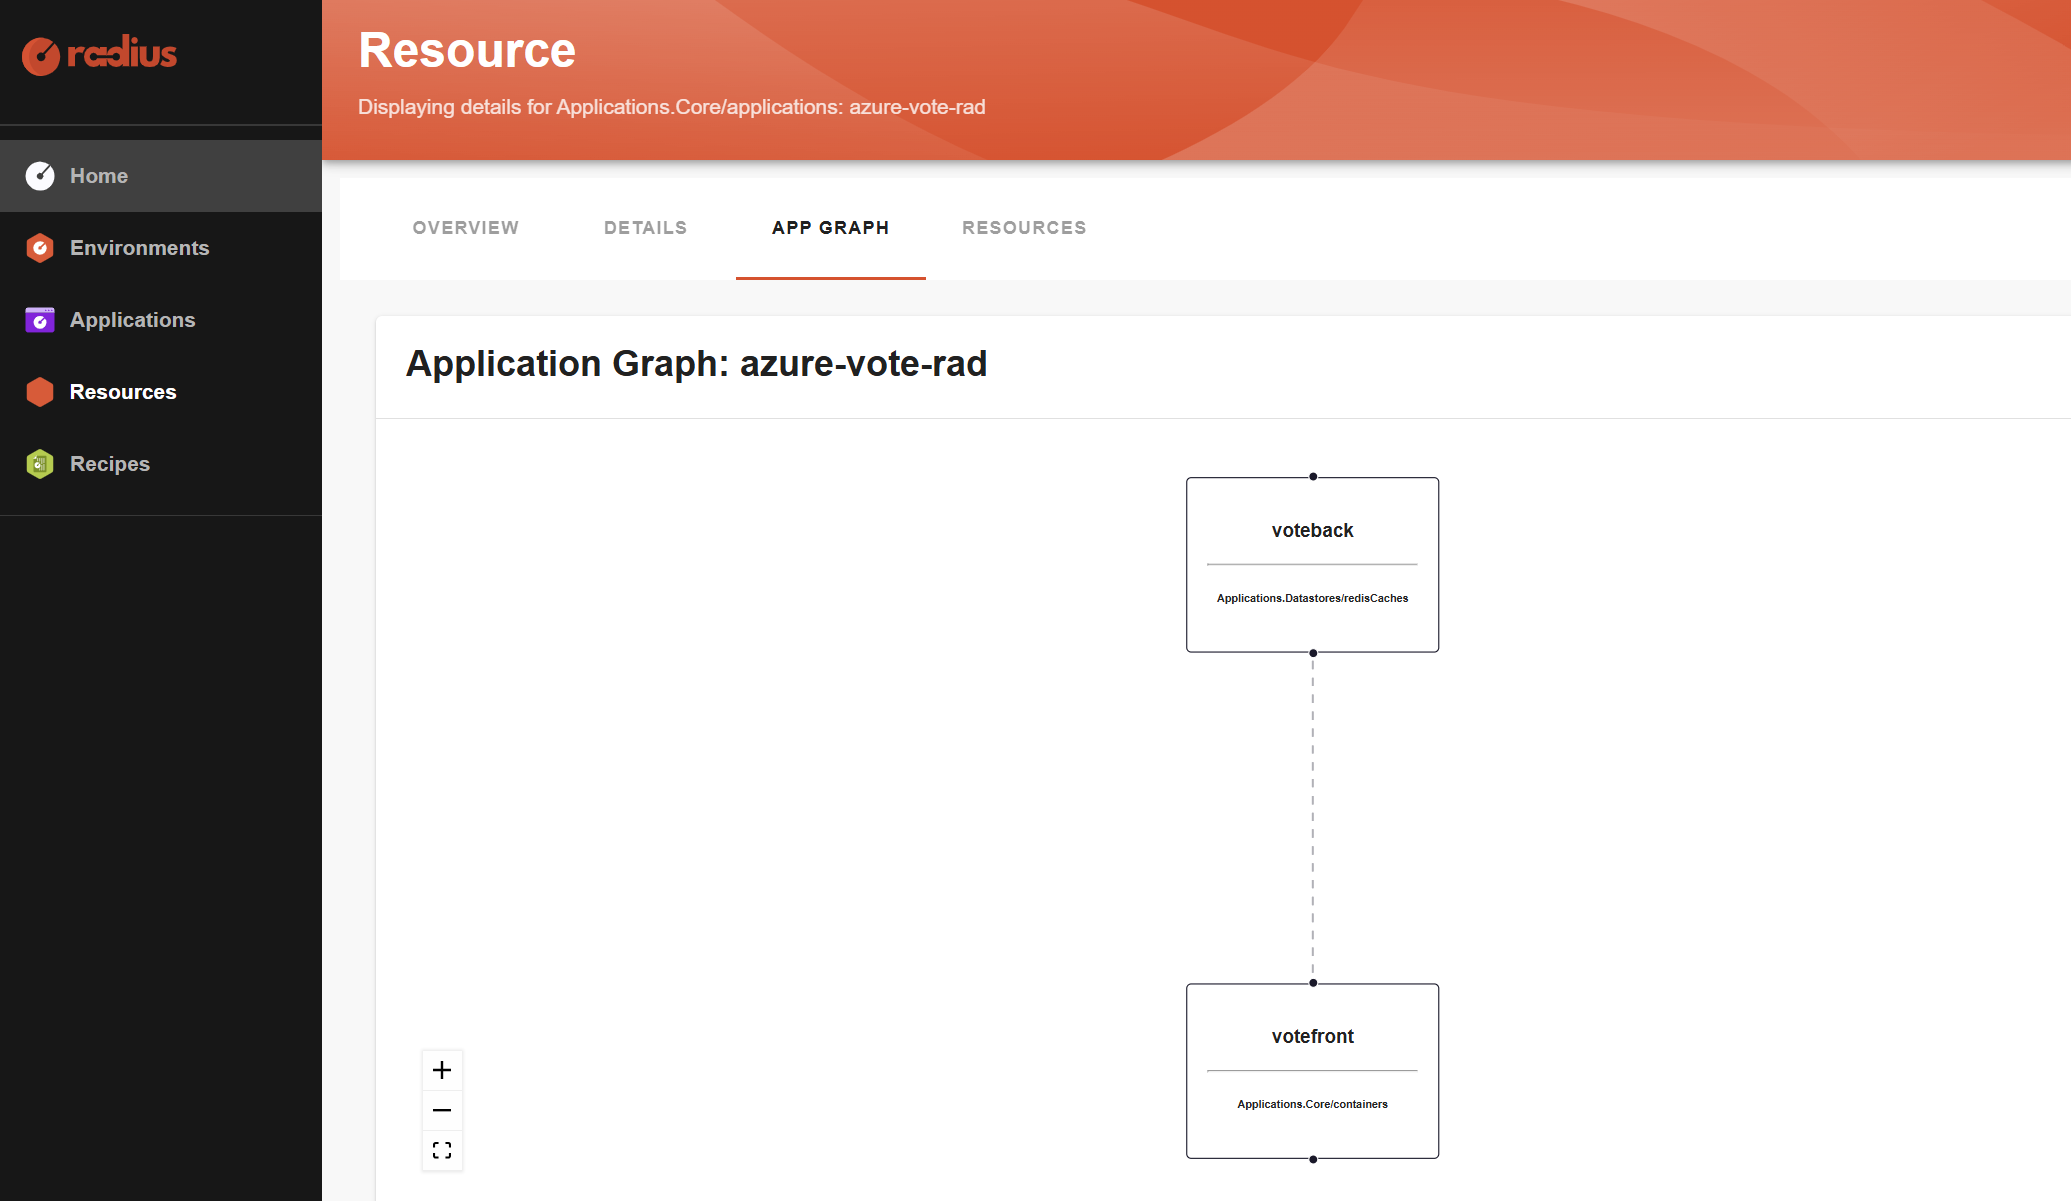 radius
Home
Environments
Applications
Resources
Recipes
Resource
Displaying details for Applications.Core/applications: azure-vote-rad
OVERVIEW
DETAILS
APP GRAPH
RESOURCES
Application Graph: azure-vote-rad
voteback
Applications.Datastores/redisCaches
votefront
Applications.Core/containers